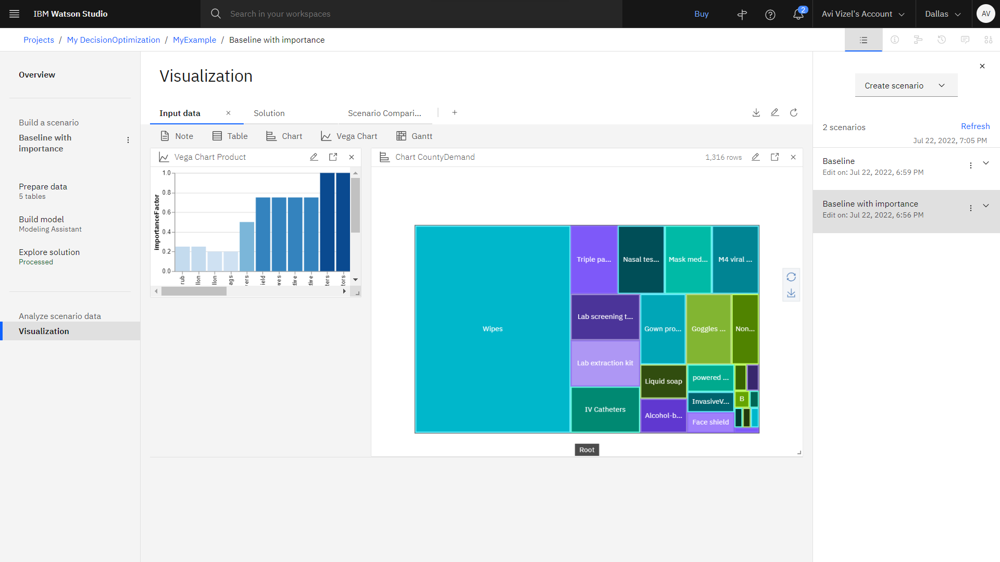 IBM Watson Studio
Search in your workspaces
Buy
2
Avi Vizel's Account
Dallas
AV
Projects / My DecisionOptimization / MyExample / Baseline with importance
Overview
Build a scenario
Baseline with
importance
Prepare data
5 tables
Build model
Modeling Assistant
Explore solution
Processed
Analyze scenario data
Visualization
Visualization
Input data
Solution
Scenario Compari...
Note
Table
Chart
Vega Chart
Gantt
Vega Chart Product
ImportanceFactor
1.0
0.8
0.6
0.4
0.2
0.0
rub
llon
llon
ags
ers
ield
ves
tive
tive
ters
tors
Chart CountyDemand
1,316 rows
Wipes
Triple pa...
Nasal tes...
Mask med...
M4 viral ...
Lab screening t...
Gown pro...
Goggles ...
Non...
Lab extraction kit
Liquid soap
powered ...
InvasiveV...
B
IV Catheters
Alcohol-b...
Face shield
Root
Create scenario
2 scenarios
Refresh
Jul 22, 2022, 7:05 PM
Baseline
Edit on: Jul 22, 2022, 6:59 PM
Baseline with importance
Edit on: Jul 22, 2022, 6:56 PM